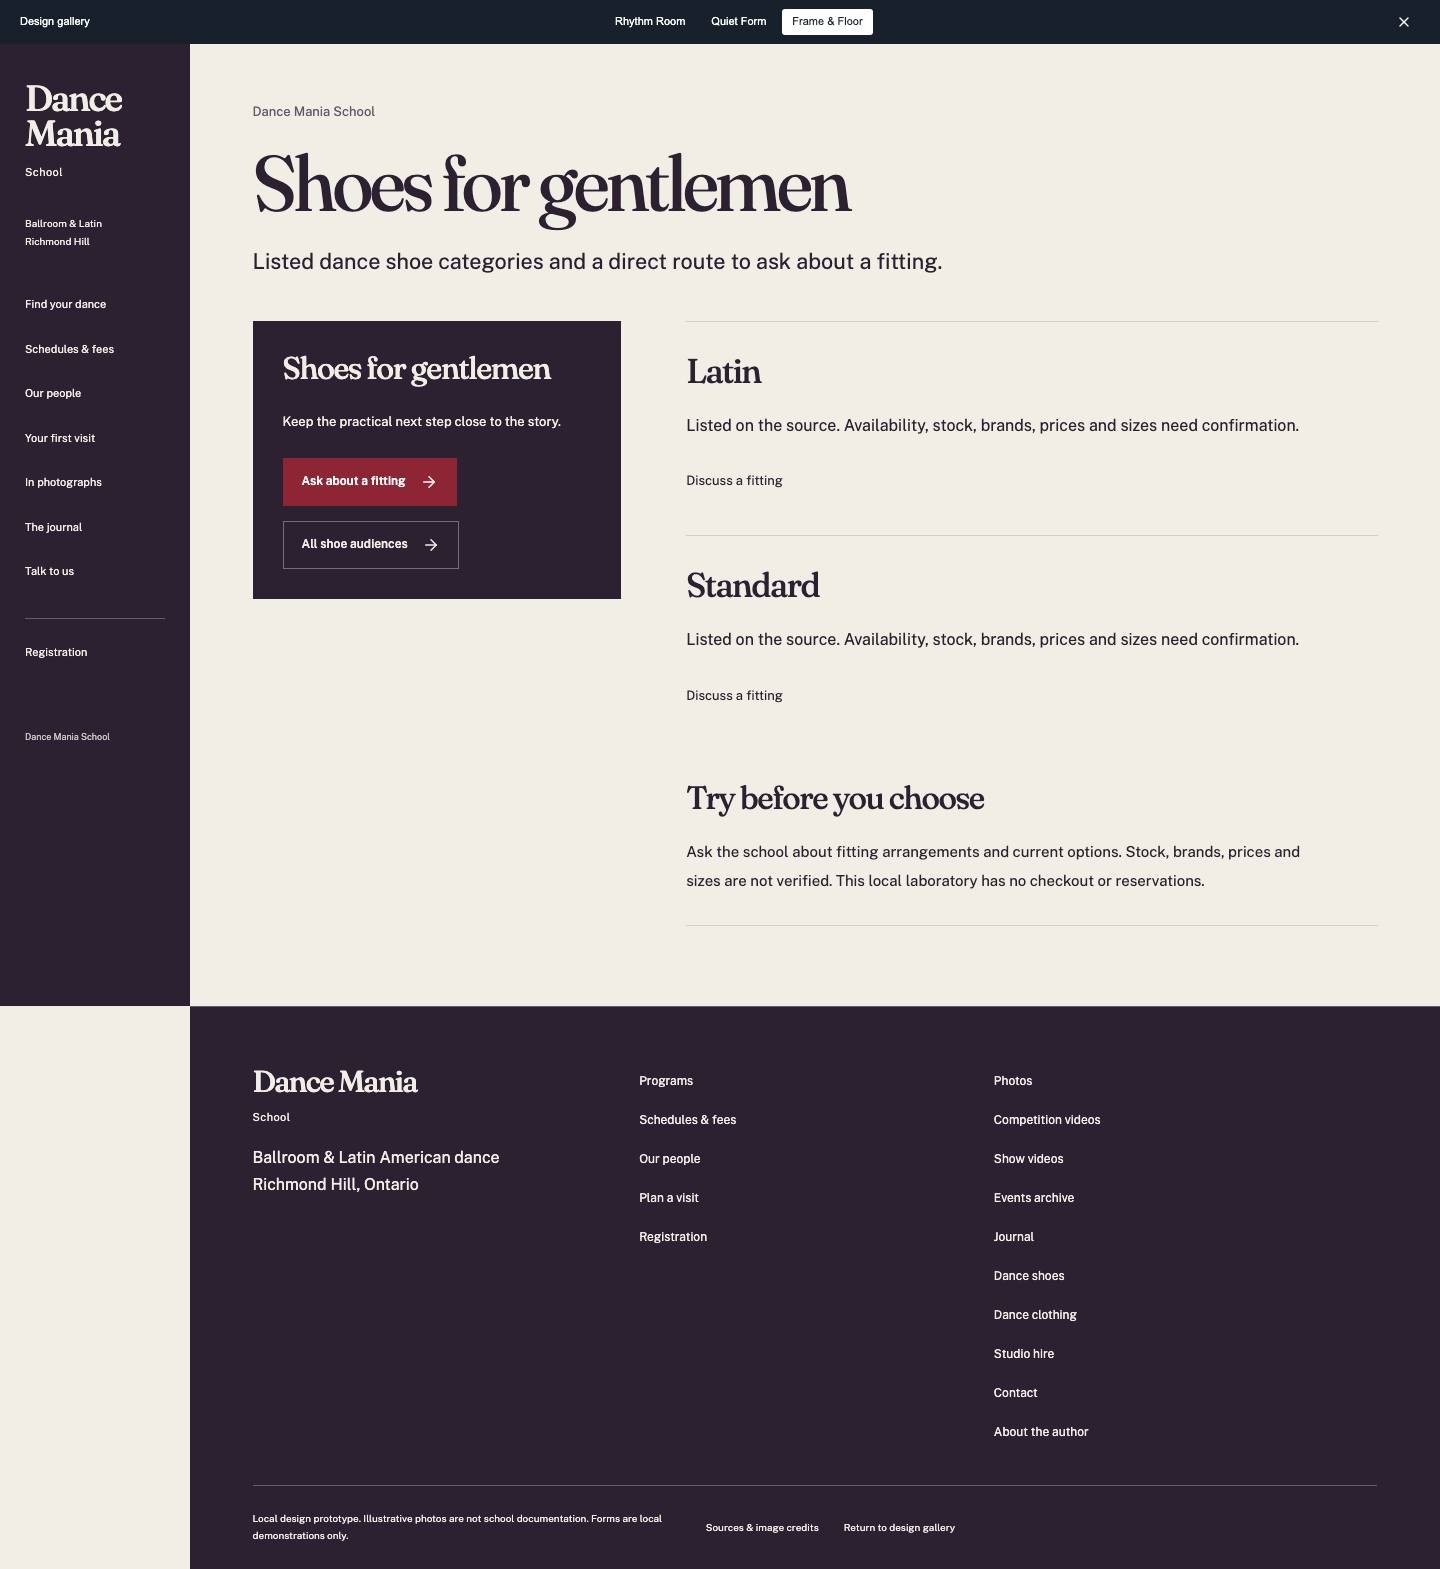 Design gallery
Rhythm Room
Quiet Form
Frame & Floor
Dance
Mania
School
Ballroom & Latin
Richmond Hill
Find your dance
Schedules & fees
Our people
Your first visit
In photographs
The journal
Talk to us
Registration
Dance Mania School
Dance Mania School
Shoes for gentlemen
Listed dance shoe categories and a direct route to ask about a fitting.
Shoes for gentlemen
Keep the practical next step close to the story.
Ask about a fitting
All shoe audiences
Latin
Listed on the source. Availability, stock, brands, prices and sizes need confirmation.
Discuss a fitting
Standard
Listed on the source. Availability, stock, brands, prices and sizes need confirmation.
Discuss a fitting
Try before you choose
Ask the school about fitting arrangements and current options. Stock, brands, prices and
sizes are not verified. This local laboratory has no checkout or reservations.
Dance Mania
School
Ballroom & Latin American dance
Richmond Hill, Ontario
Programs
Schedules & fees
Our people
Plan a visit
Registration
Photos
Competition videos
Show videos
Events archive
Journal
Dance shoes
Dance clothing
Studio hire
Contact
About the author
Local design prototype. Illustrative photos are not school documentation. Forms are local
demonstrations only.
Sources & image credits
Return to design gallery